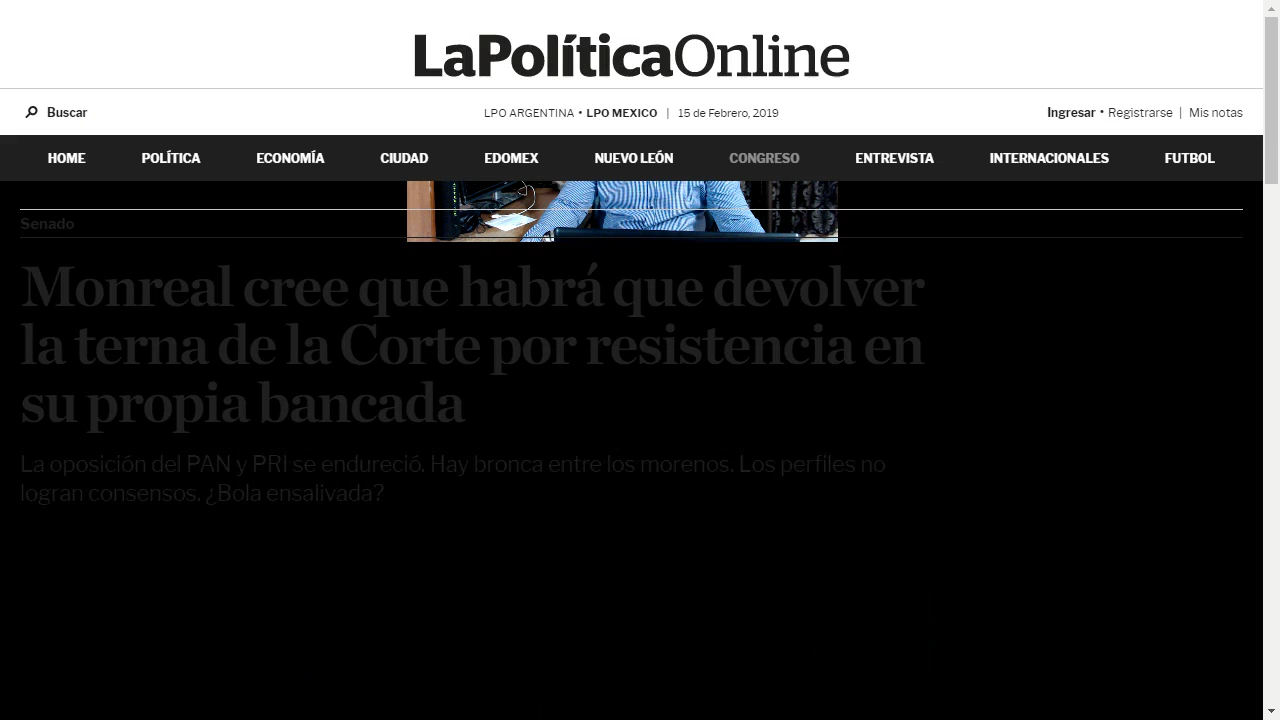 LaPolíticaOnline
Buscar
LPO ARGENTINA • LPO MEXICO | 15 de Febrero, 2019
Ingresar • Registrarse | Mis notas
HOME POLÍTICA ECONOMÍA CIUDAD EDOMEX NUEVO LEÓN CONGRESO ENTREVISTA INTERNACIONALES FUTBOL
Senado
Monreal cree que habrá que devolver
la terna de la Corte por resistencia en
su propia bancada
La oposición del PAN y PRI se endureció. Hay bronca entre los morenos. Los perfiles no
logran consensos. ¿Bola ensalivada?